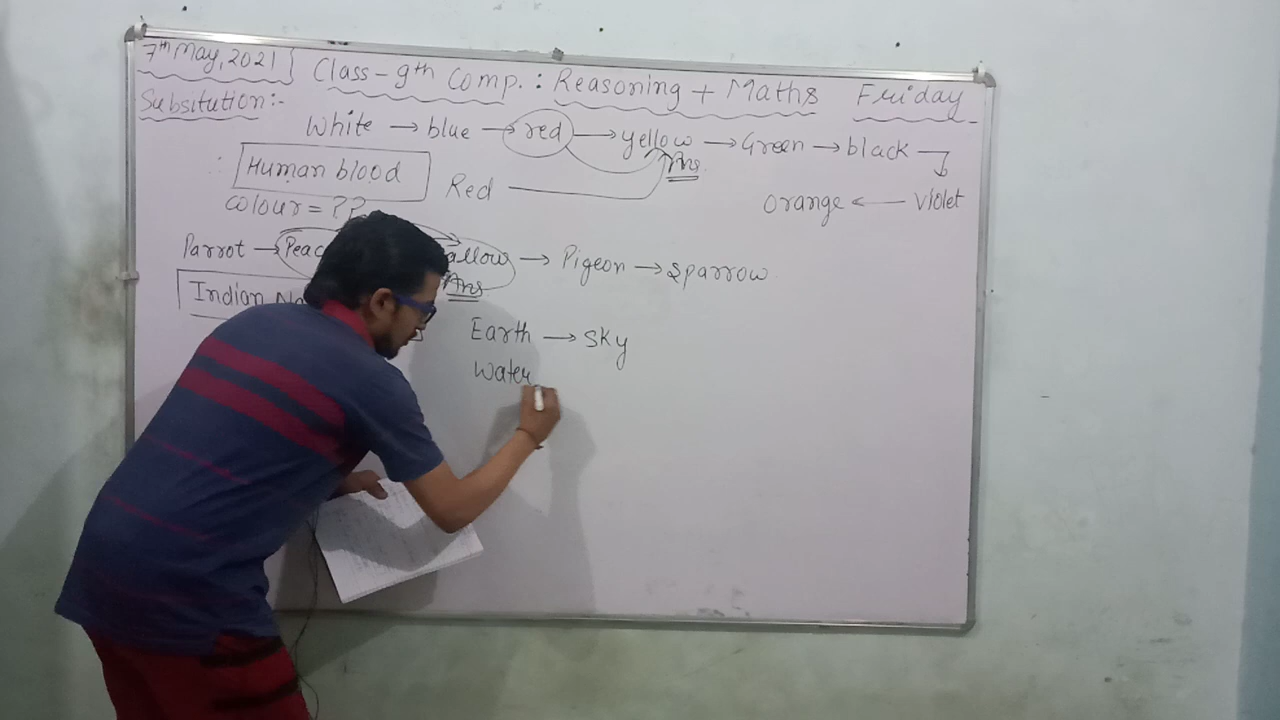 7th May, 2021 Class-9th Comp.: Reasoning + Maths Friday
Subsitution:-
White → blue → red → yellow → Green → black
→ violet → orange
Ans.
Human blood
colour = ??
Red
Parrot → → Pigeon → Sparrow
Ans
Indian
Earth → Sky
Water